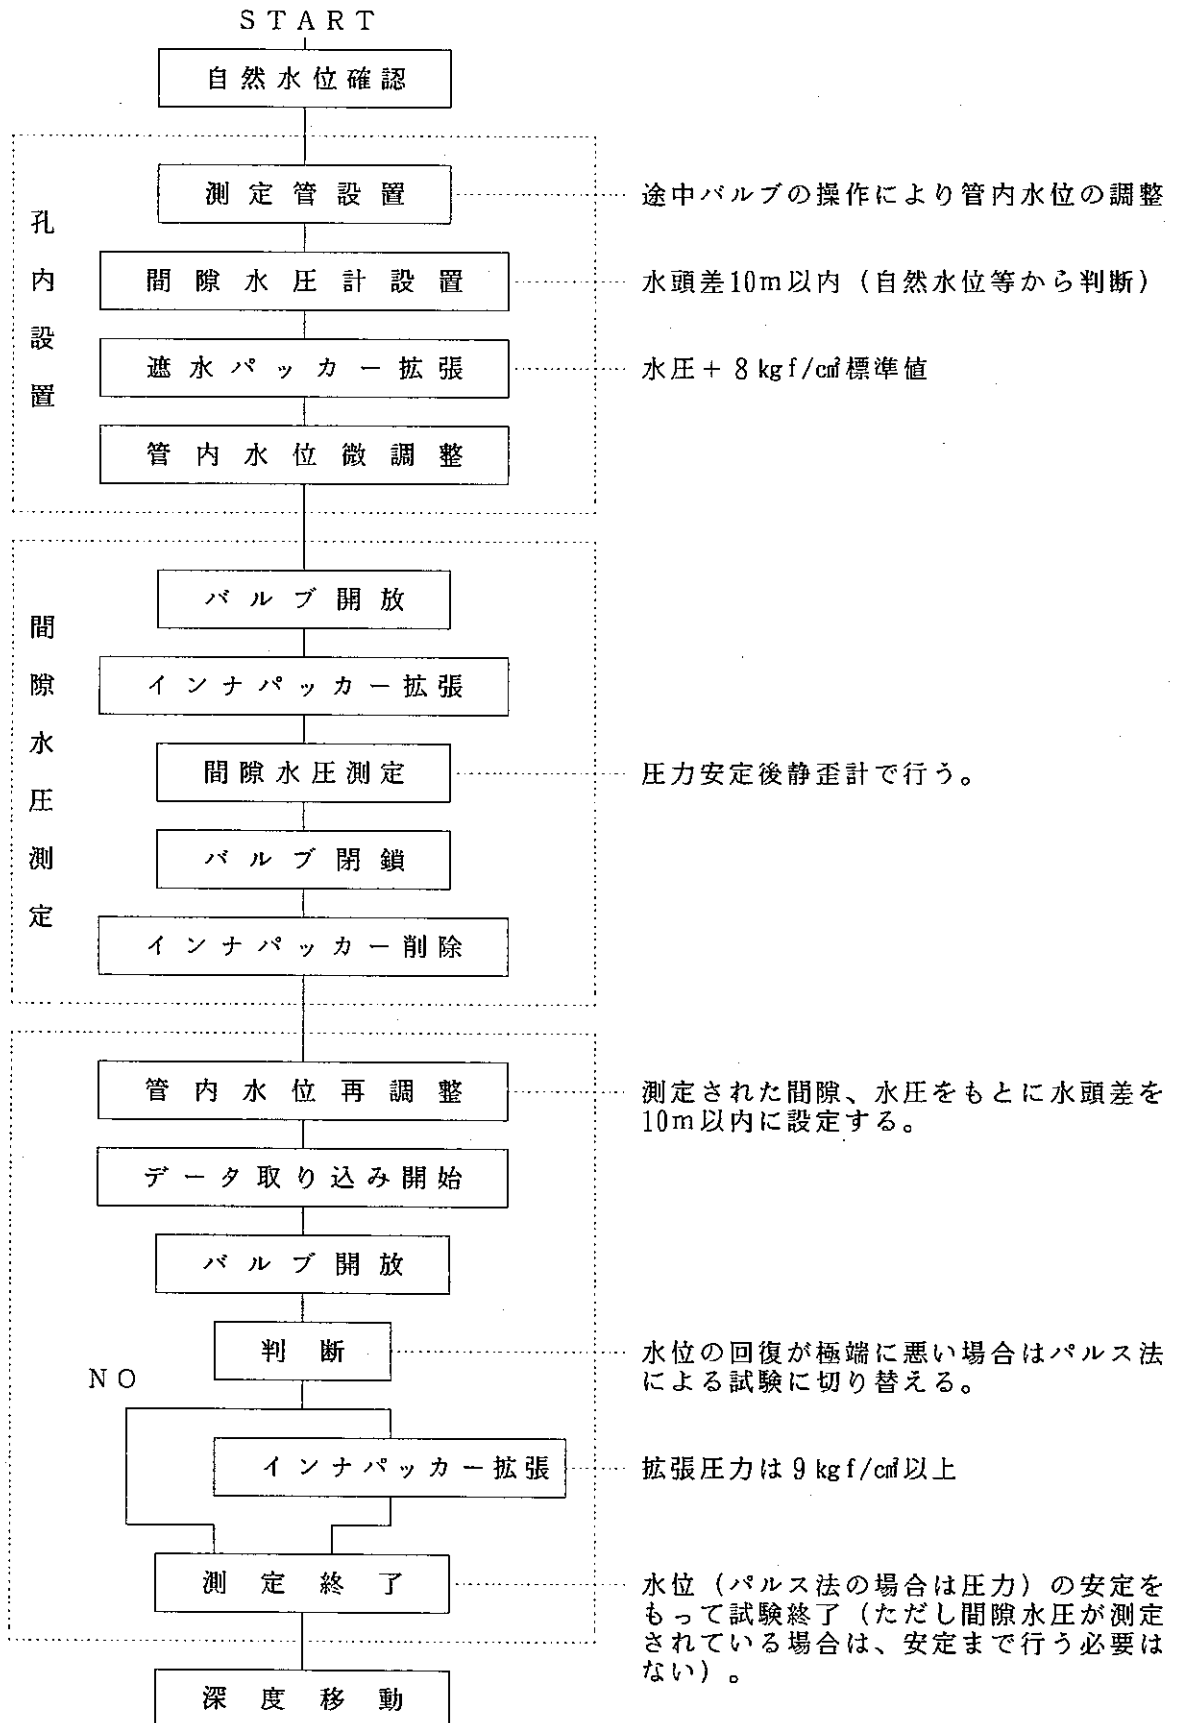 START
自然水位確認
孔内設置
測定管設置
途中バルブの操作により管内水位の調整
間隙水圧計設置
水頭差10m以内（自然水位等から判断）
遮水パッカー拡張
水圧＋８kgf/c㎡標準値
管内水位微調整
間隙水圧測定
バルブ開放
インナパッカー拡張
間隙水圧測定
圧力安定後静歪計で行う。
バルブ閉鎖
インナパッカー削除
管内水位再調整
測定された間隙、水圧をもとに水頭差を
10m以内に設定する。
データ取り込み開始
バルブ開放
判断
水位の回復が極端に悪い場合はパルス法
による試験に切り替える。
NO
インナパッカー拡張
拡張圧力は９kgf/c㎡以上
測定終了
水位（パルス法の場合は圧力）の安定を
もって試験終了（ただし間隙水圧が測定
されている場合は、安定まで行う必要は
ない）。
深度移動